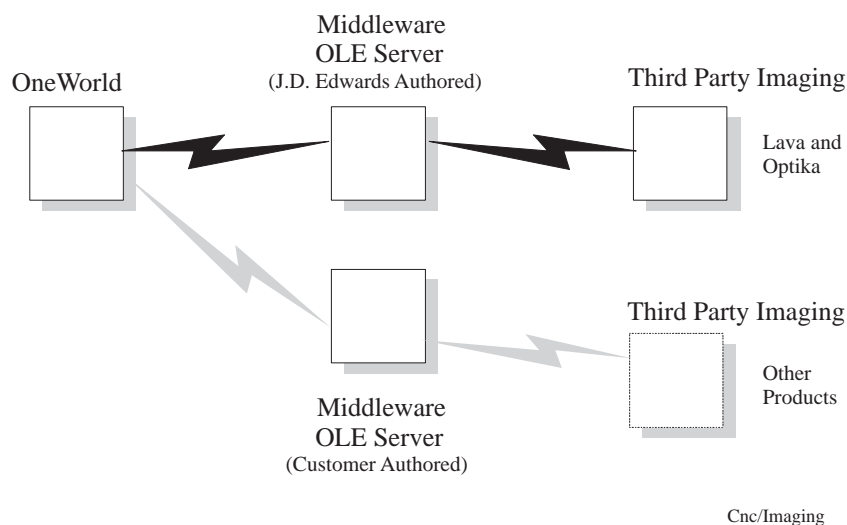 Middleware
OLE Server
(J.D. Edwards Authored)
OneWorld
Third Party Imaging
Lava and
Optika
Third Party Imaging
Other
Products
Middleware
OLE Server
(Customer Authored)
Cnc/Imaging